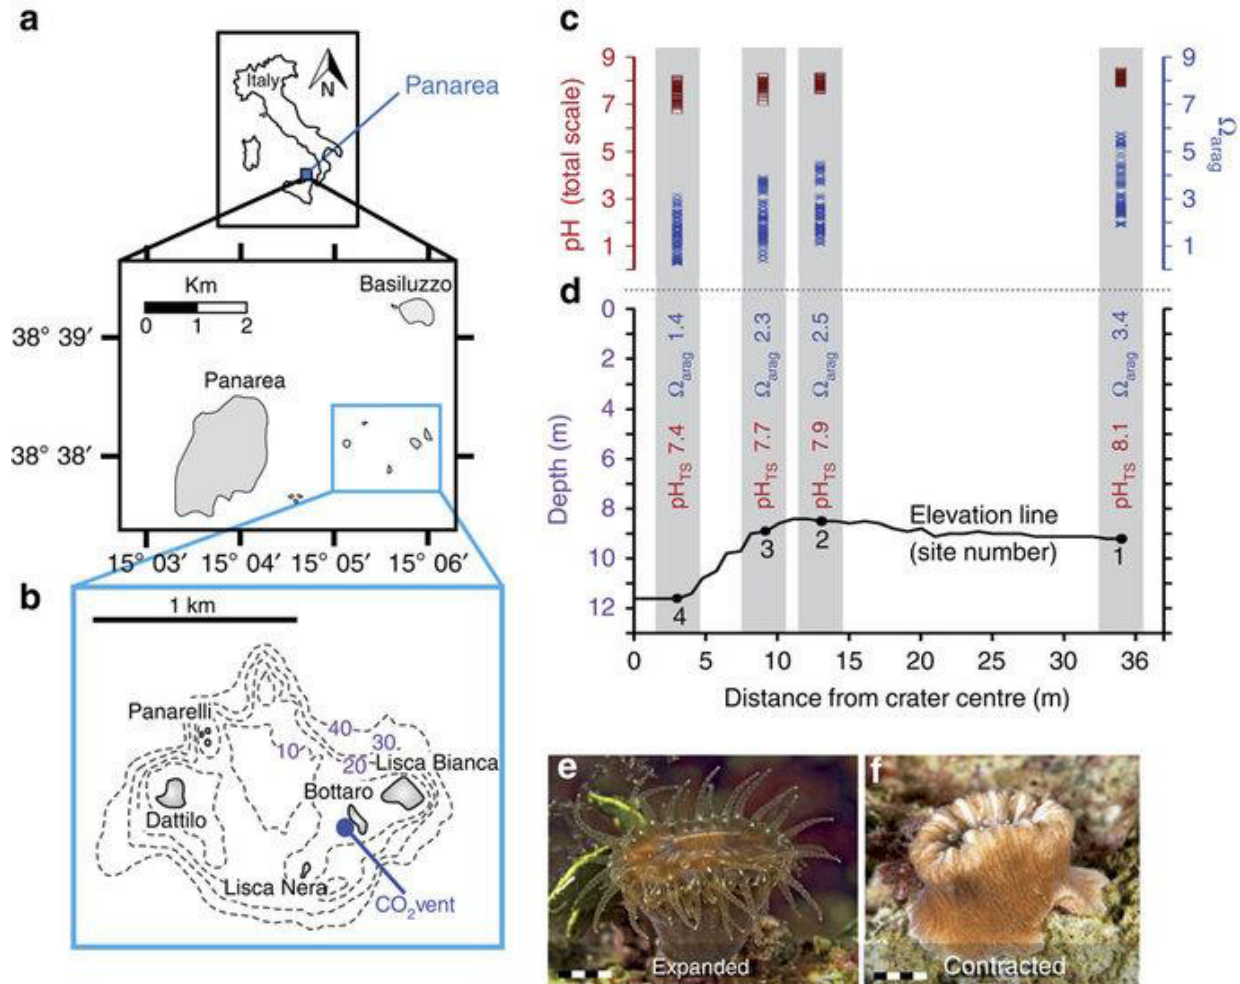 a
Italy
N
Panarea
Km
0 1 2
Basiluzzo
Panarea
38° 39′
38° 38′
15° 03′ 15° 04′ 15° 05′ 15° 06′
b
1 km
Panarelli
40
10
30
20
Lisca Bianca
Bottaro
Dattilo
Lisca Nera
CO₂vent
c
pH (total scale)
9
7
5
3
1
9
7
5
3
1
Ωarag
d
Depth (m)
0
2
4
6
8
10
12
pHTS 7.4 Ωarag 1.4
pHTS 7.7 Ωarag 2.3
pHTS 7.9 Ωarag 2.5
pHTS 8.1 Ωarag 3.4
Elevation line
(site number)
4
3
2
1
0 5 10 15 20 25 30 36
Distance from crater centre (m)
e
Expanded
f
Contracted